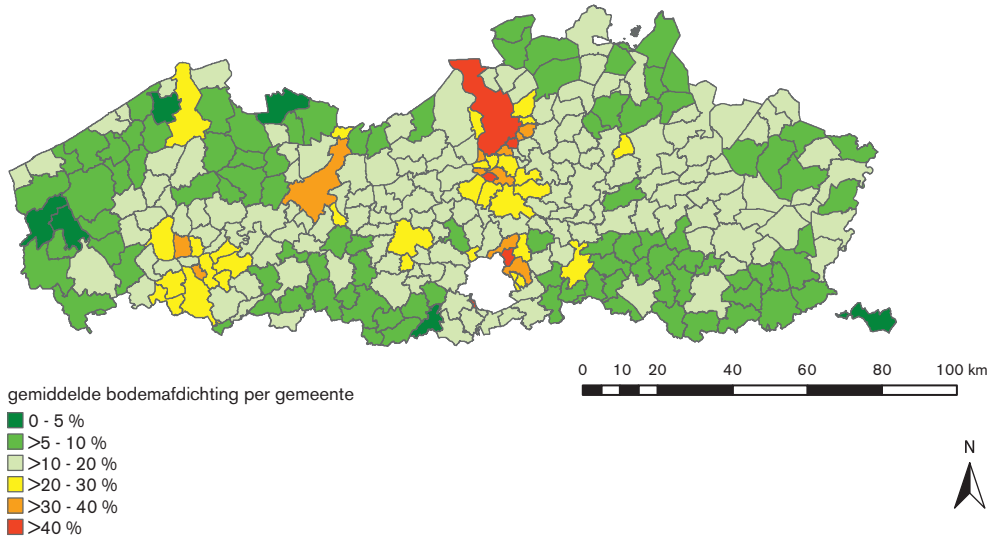 0 10 20 40 60 80 100 km
gemiddelde bodemafdichting per gemeente
0 - 5 %
>5 - 10 %
>10 - 20 %
>20 - 30 %
>30 - 40 %
>40 %
N